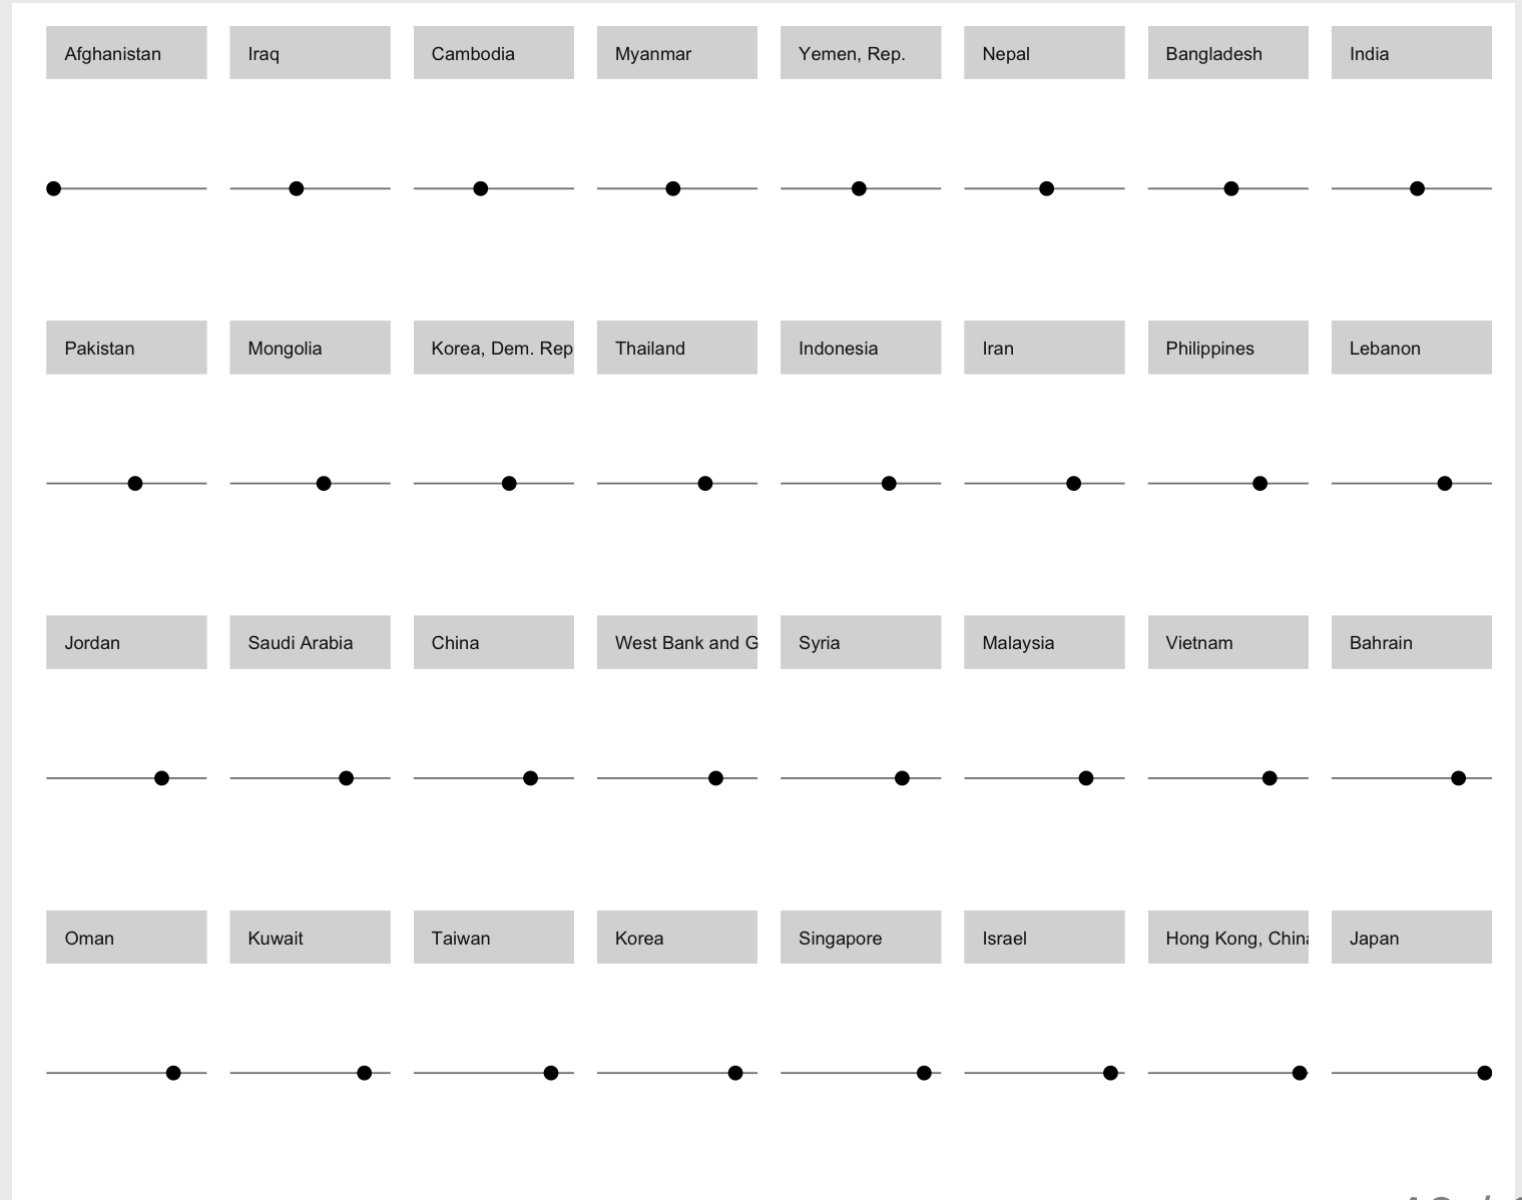 Afghanistan
Iraq
Cambodia
Myanmar
Yemen, Rep.
Nepal
Bangladesh
India
Pakistan
Mongolia
Korea, Dem. Rep
Thailand
Indonesia
Iran
Philippines
Lebanon
Jordan
Saudi Arabia
China
West Bank and G
Syria
Malaysia
Vietnam
Bahrain
Oman
Kuwait
Taiwan
Korea
Singapore
Israel
Hong Kong, China
Japan